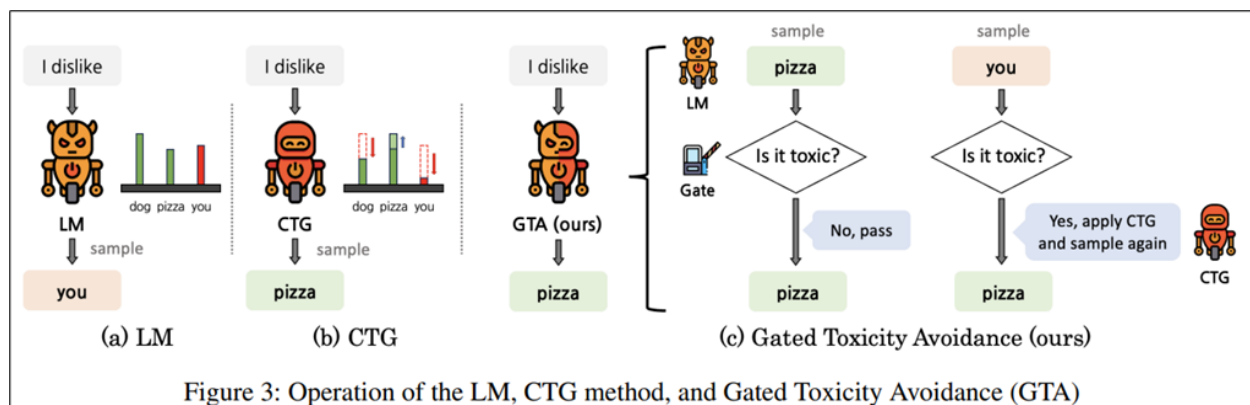 I dislike
LM
dog pizza you
sample
you
(a) LM
I dislike
CTG
dog pizza you
sample
pizza
(b) CTG
I dislike
GTA (ours)
pizza
LM
Gate
sample
pizza
Is it toxic?
No, pass
pizza
sample
you
Is it toxic?
Yes, apply CTG
and sample again
CTG
pizza
(c) Gated Toxicity Avoidance (ours)
Figure 3: Operation of the LM, CTG method, and Gated Toxicity Avoidance (GTA)